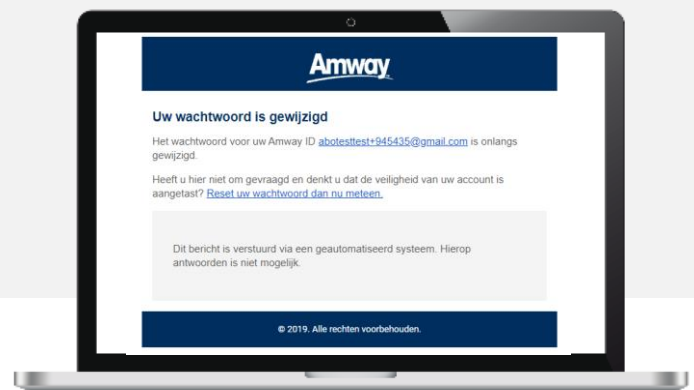 Amway
Uw wachtwoord is gewijzigd
Het wachtwoord voor uw Amway ID abotesttest+945435@gmail.com is onlangs
gewijzigd.
Heeft u hier niet om gevraagd en denkt u dat de veiligheid van uw account is
aangetast? Reset uw wachtwoord dan nu meteen.
Dit bericht is verstuurd via een geautomatiseerd systeem. Hierop
antwoorden is niet mogelijk.
© 2019. Alle rechten voorbehouden.